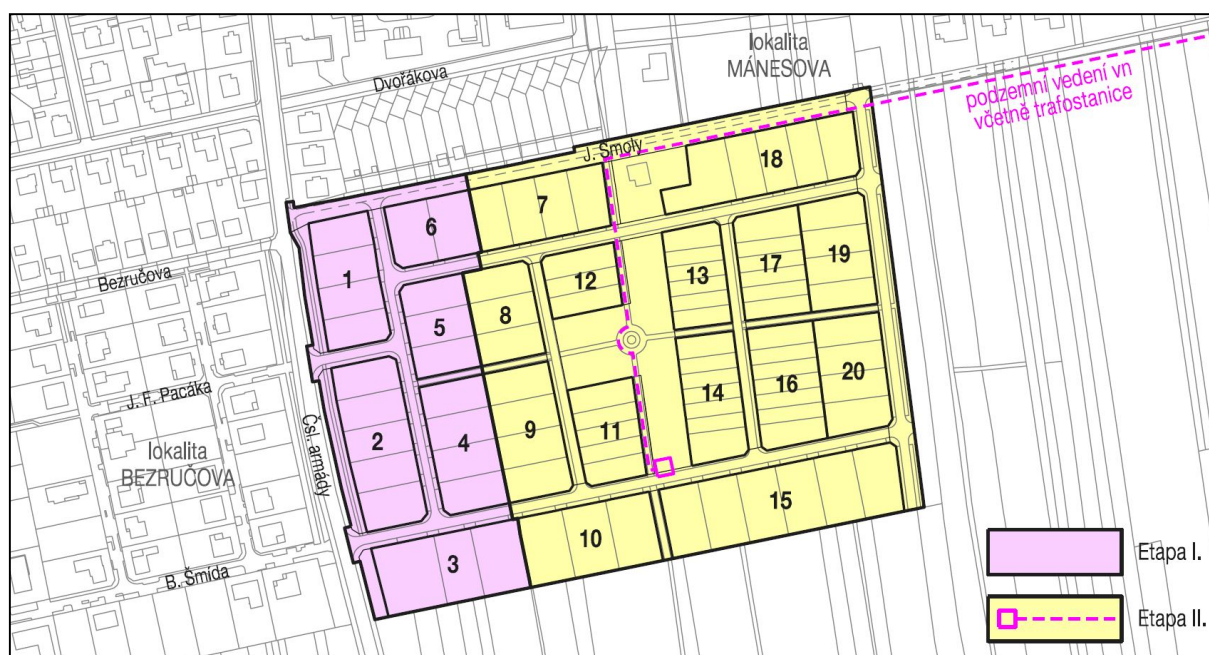 lokalita
MÁNESOVA
Dvořákova
podzemní vedení vn
včetně trafostanice
J. Smoly
18
7
6
1
Bezručova
19
17
13
12
8
5
J. F. Pacáka
lokalita
BEZRUČOVA
Čsl. armády
2
4
9
11
14
16
20
15
10
3
B. Šmída
Etapa I.
Etapa II.